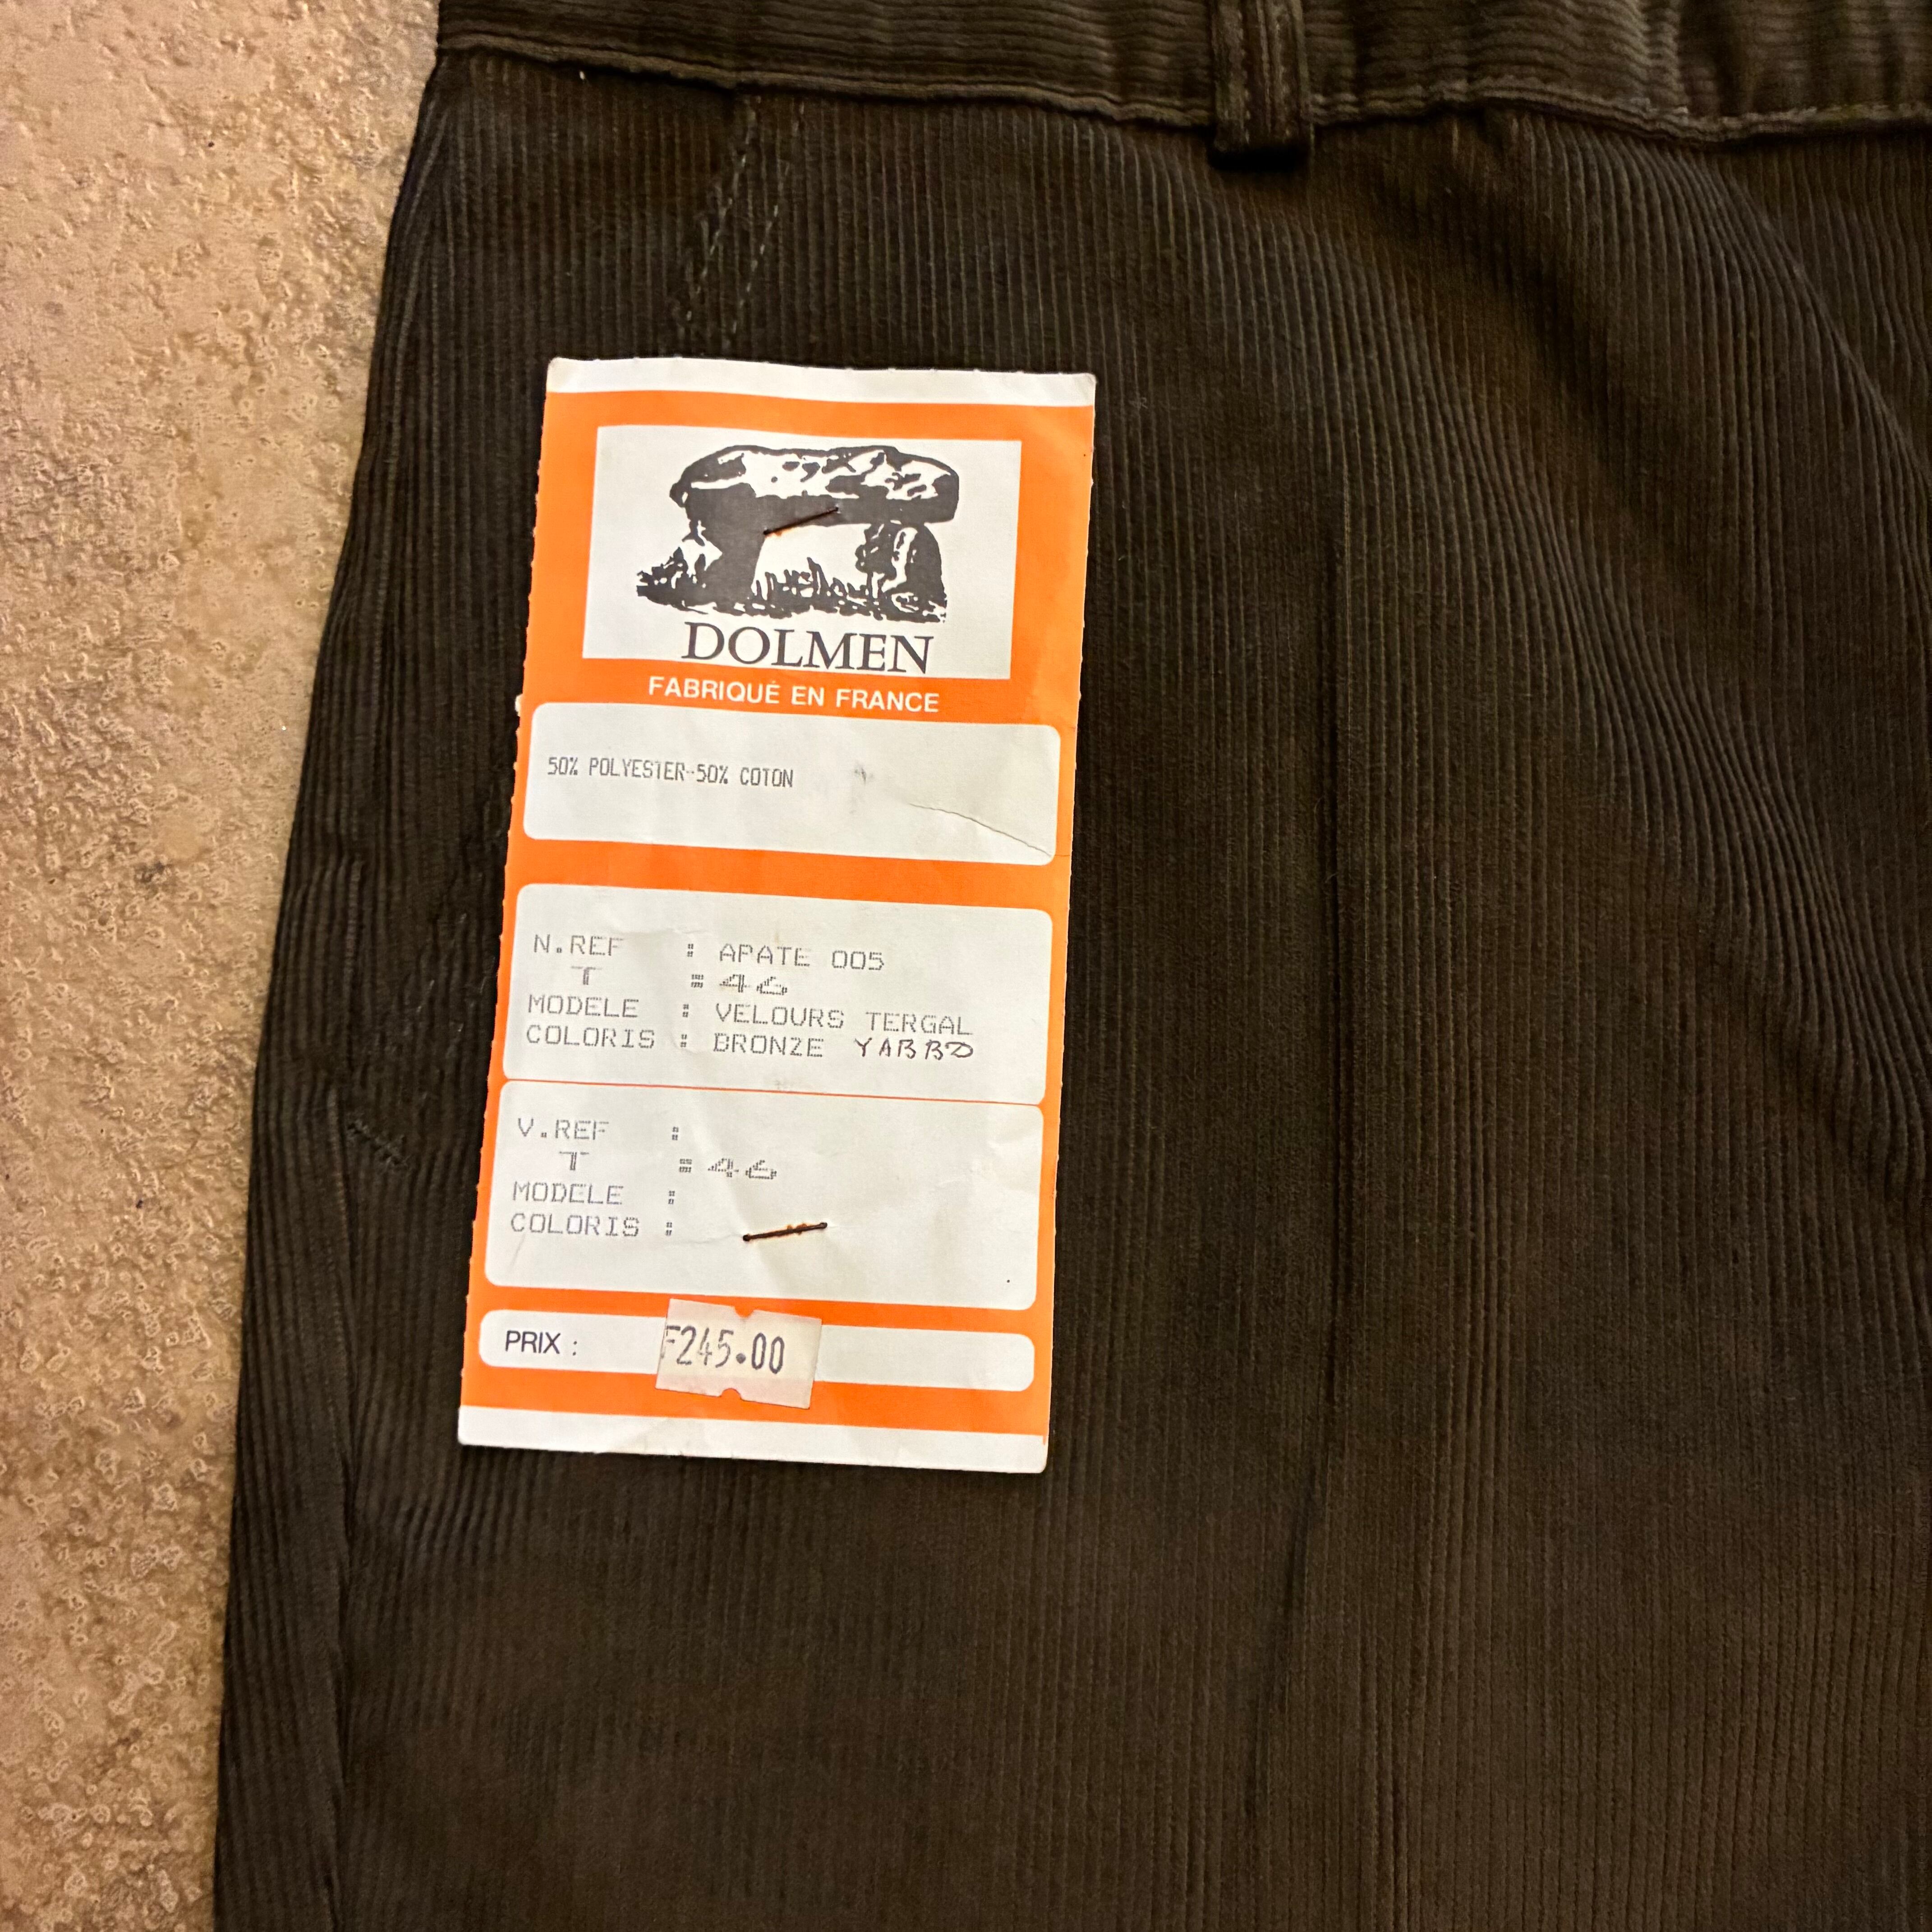 DOLMEN
FABRIQUÉ EN FRANCE
50% POLYESTER-50% COTON
N.REF : APATE 005
T : 46
MODELE : VELOURS TERGAL
COLORIS : BRONZE
V.REF :
T : 46
MODELE :
COLORIS :
PRIX : F245.00